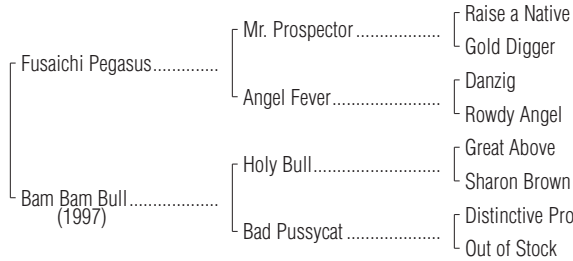 Raise a Native
Mr. Prospector ..................
Gold Digger
Fusaichi Pegasus..............
Danzig
Angel Fever.......................
Rowdy Angel
Great Above
Holy Bull...........................
Sharon Brown
Bam Bam Bull...................
(1997)
Distinctive Pro
Bad Pussycat ....................
Out of Stock